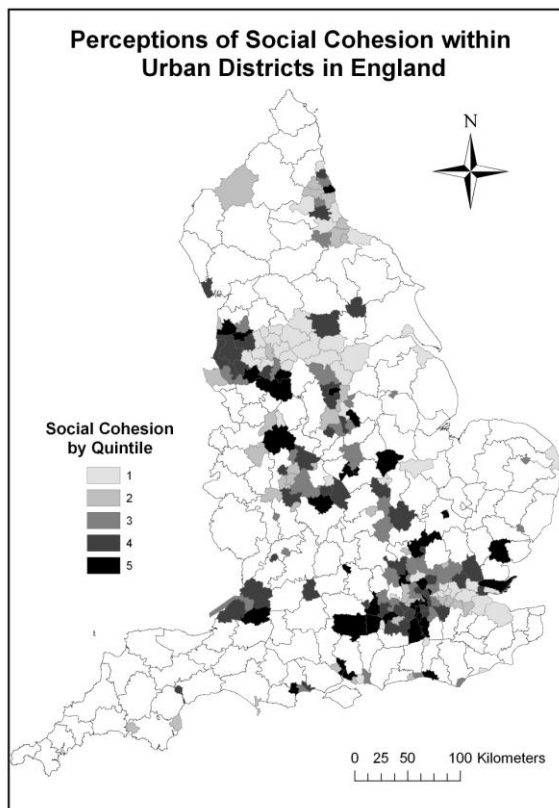 Perceptions of Social Cohesion within
Urban Districts in England
N
Social Cohesion
by Quintile
1
2
3
4
5
0 25 50 100 Kilometers